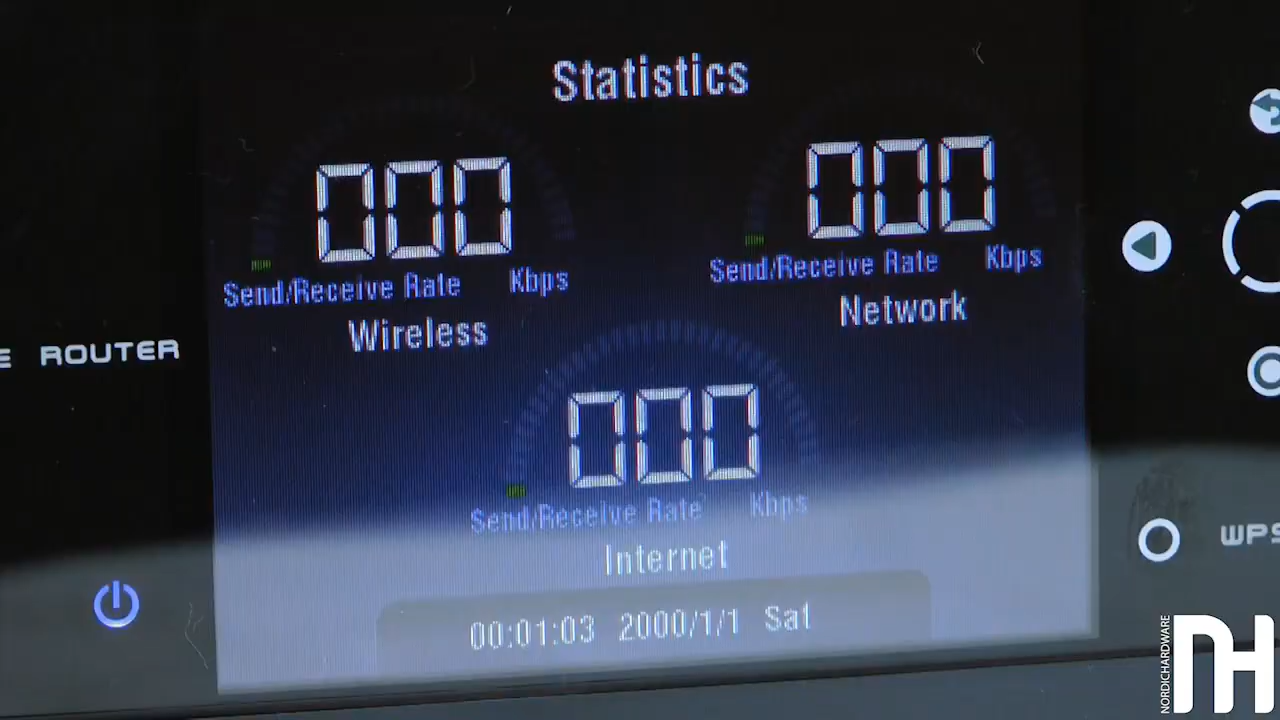 Statistics
000
Send/Receive Rate Kbps
Wireless
000
Send/Receive Rate Kbps
Network
000
Send/Receive Rate Kbps
Internet
00:01:03 2000/1/1 Sat
E ROUTER
WPS
NORDICHARDWARE
NH